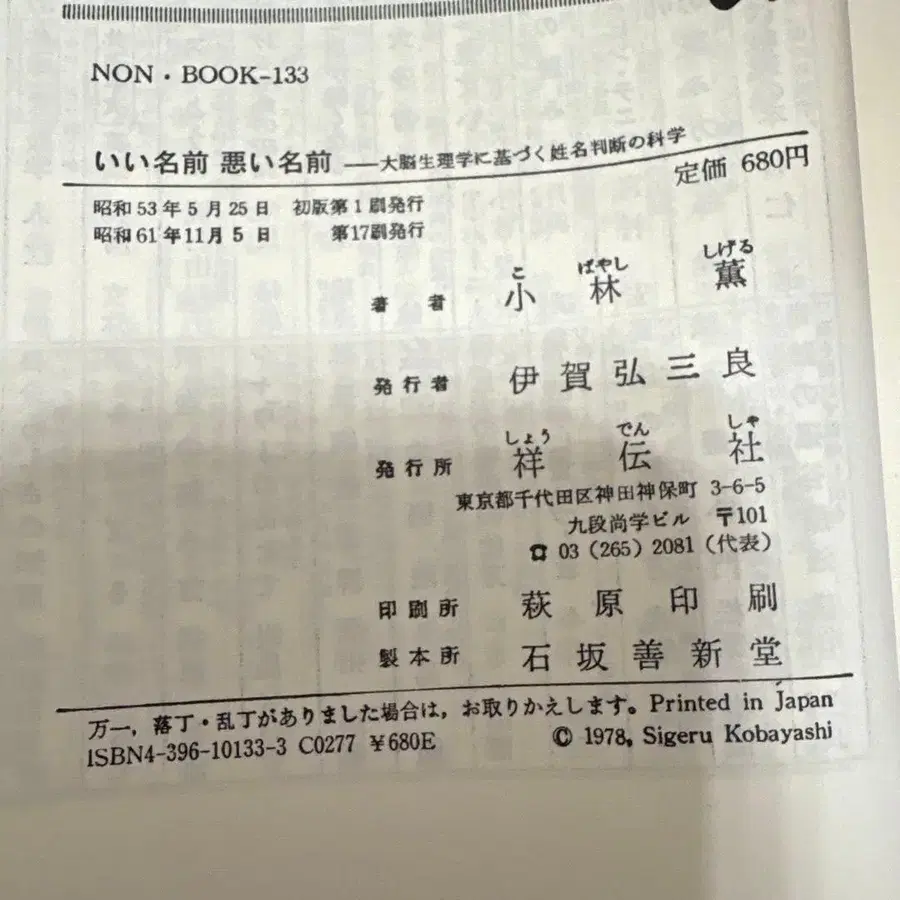 NON・BOOK-133
いい名前 悪い名前 ――大脳生理学に基づく姓名判断の科学
定価 680円
昭和53年5月25日 初版第1刷発行
昭和61年11月5日 第17刷発行
こ ばやし しげる
著者 小林 薫
発行者 伊賀弘三良
しょう でん しゃ
発行所 祥伝社
東京都千代田区神田神保町 3-6-5
九段尚学ビル 〒101
☎ 03 (265) 2081 (代表)
印刷所 萩原印刷
製本所 石坂善新堂
万一,落丁・乱丁がありました場合は,お取りかえします。Printed in Japan
ISBN4-396-10133-3 C0277 ¥680E
© 1978, Sigeru Kobayashi